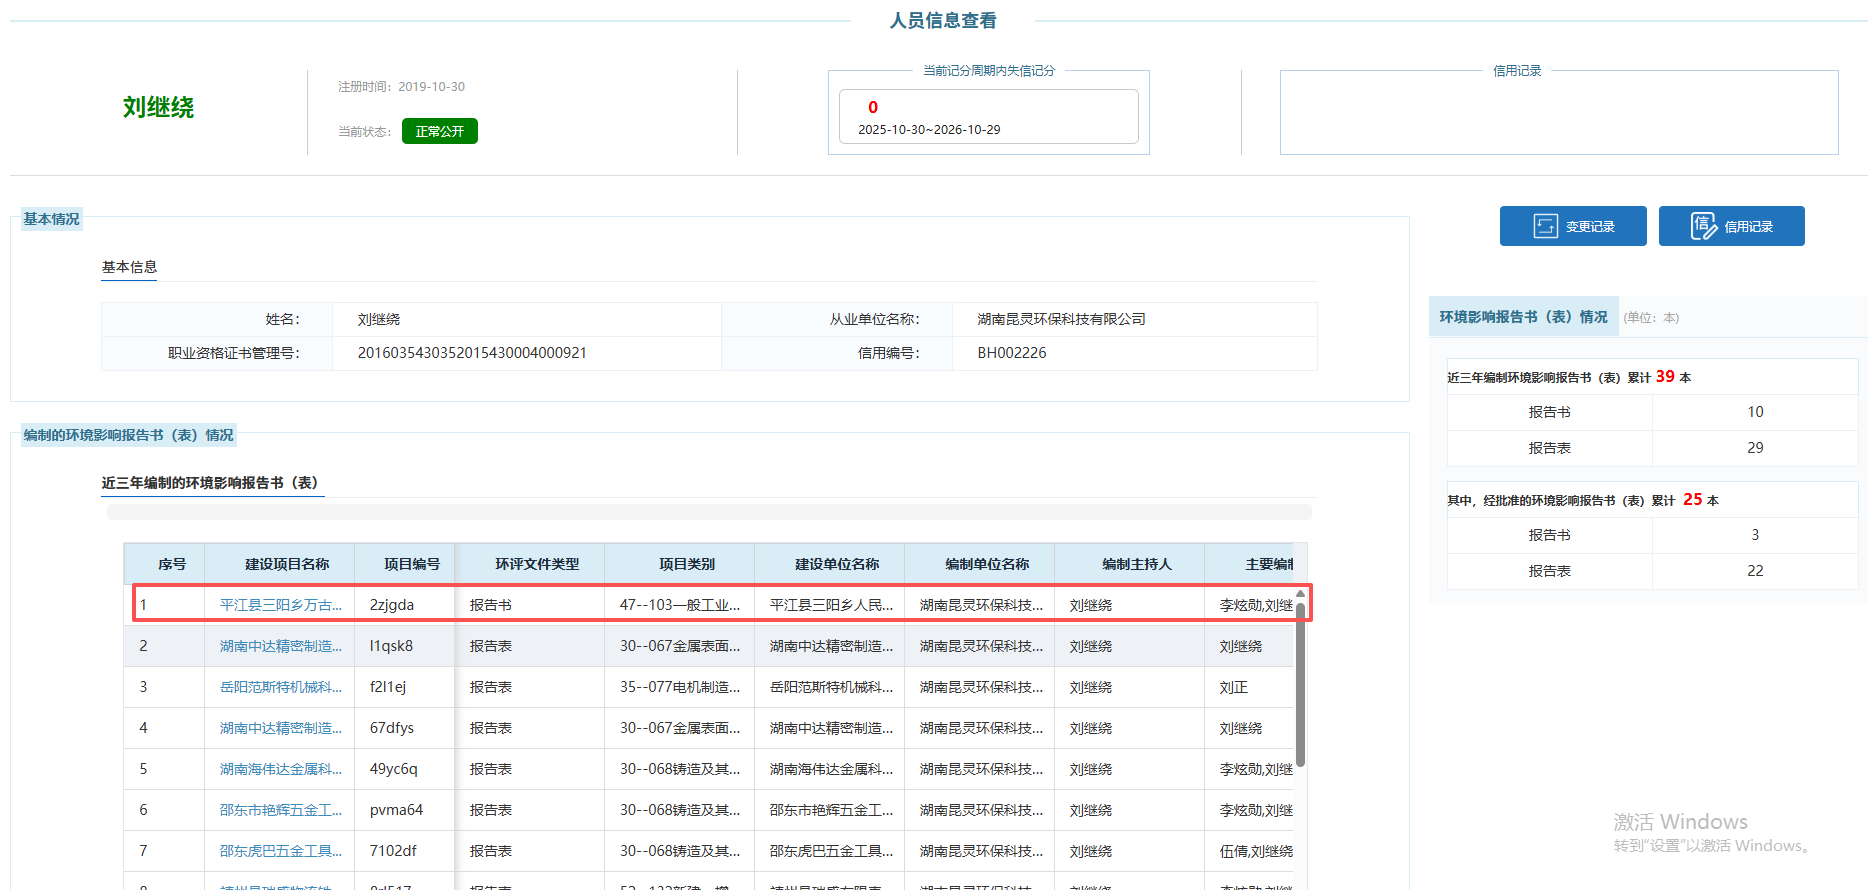 人员信息查看
刘继绕
注册时间：2019-10-30
当前状态：正常公开
当前记分周期内失信记分
0
2025-10-30~2026-10-29
信用记录
基本情况
变更记录
信用记录
基本信息
姓名： 刘继绕 从业单位名称： 湖南昆灵环保科技有限公司
职业资格证书管理号： 2016035430352015430004000921 信用编号： BH002226
环境影响报告书（表）情况 (单位：本)
近三年编制环境影响报告书（表）累计 39 本
报告书 10
报告表 29
其中，经批准的环境影响报告书（表）累计 25 本
报告书 3
报告表 22
编制的环境影响报告书（表）情况
近三年编制的环境影响报告书（表）
序号 建设项目名称 项目编号 环评文件类型 项目类别 建设单位名称 编制单位名称 编制主持人 主要编制
1 平江县三阳乡万古... 2zjgda 报告书 47--103一般工业... 平江县三阳乡人民... 湖南昆灵环保科技... 刘继绕 李炫勋,刘继
2 湖南中达精密制造... l1qsk8 报告表 30--067金属表面... 湖南中达精密制造... 湖南昆灵环保科技... 刘继绕 刘继绕
3 岳阳范斯特机械科... f2l1ej 报告表 35--077电机制造... 岳阳范斯特机械科... 湖南昆灵环保科技... 刘继绕 刘正
4 湖南中达精密制造... 67dfys 报告表 30--067金属表面... 湖南中达精密制造... 湖南昆灵环保科技... 刘继绕 刘继绕
5 湖南海伟达金属科... 49yc6q 报告表 30--068铸造及其... 湖南海伟达金属科... 湖南昆灵环保科技... 刘继绕 李炫勋,刘继
6 邵东市艳辉五金工... pvma64 报告表 30--068铸造及其... 邵东市艳辉五金工... 湖南昆灵环保科技... 刘继绕 李炫勋,刘继
7 邵东虎巴五金工具... 7102df 报告表 30--068铸造及其... 邵东虎巴五金工具... 湖南昆灵环保科技... 刘继绕 伍倩,刘继绕
激活 Windows
转到"设置"以激活 Windows。